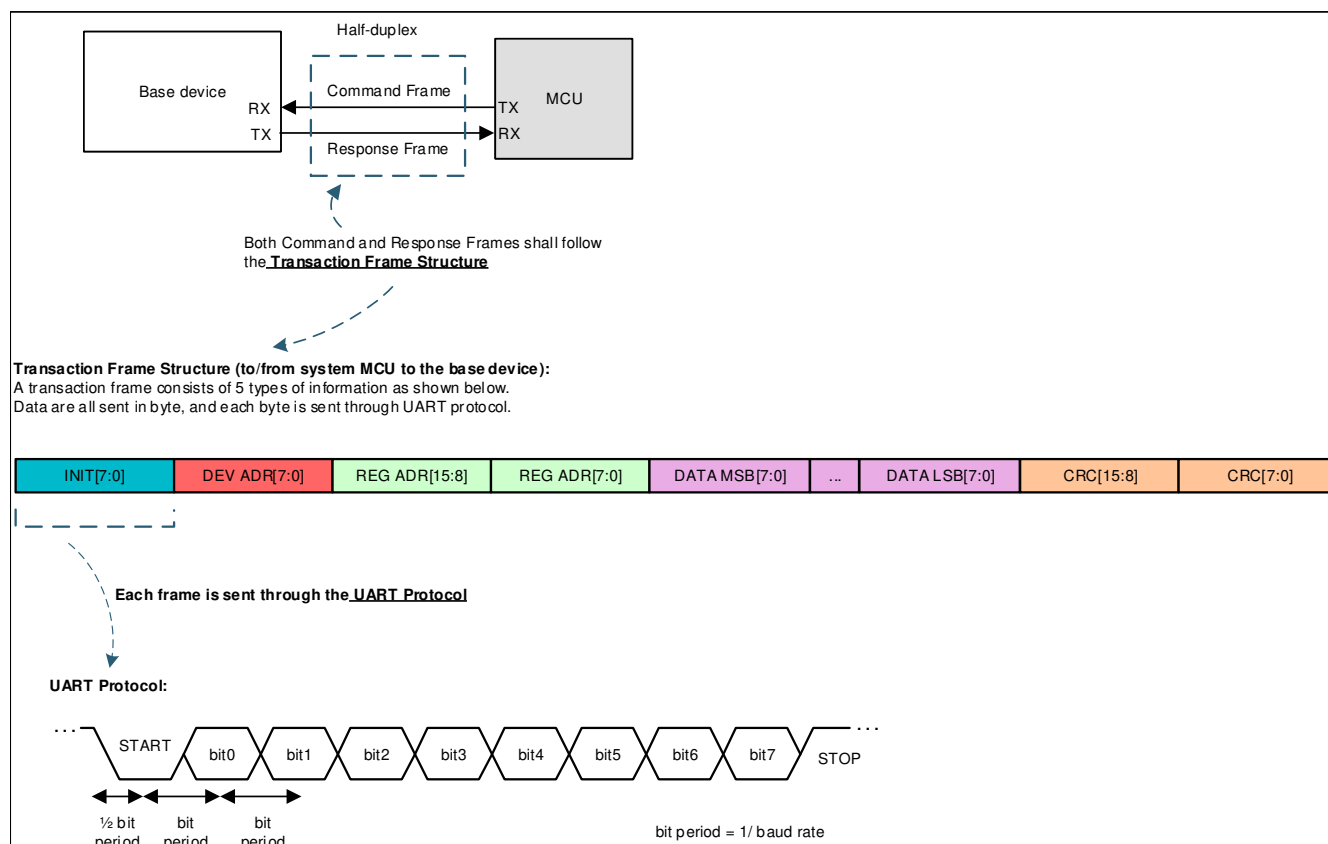 Half-duplex
Base device
RX
TX
Command Frame
Response Frame
TX
RX
MCU
Both Command and Response Frames shall follow
the Transaction Frame Structure
Transaction Frame Structure (to/from system MCU to the base device):
A transaction frame consists of 5 types of information as shown below.
Data are all sent in byte, and each byte is sent through UART protocol.
INIT[7:0] DEV ADR[7:0] REG ADR[15:8] REG ADR[7:0] DATA MSB[7:0] ... DATA LSB[7:0] CRC[15:8] CRC[7:0]
Each frame is sent through the UART Protocol
UART Protocol:
... START bit0 bit1 bit2 bit3 bit4 bit5 bit6 bit7 STOP ...
½ bit period
bit period
bit period
bit period = 1/ baud rate